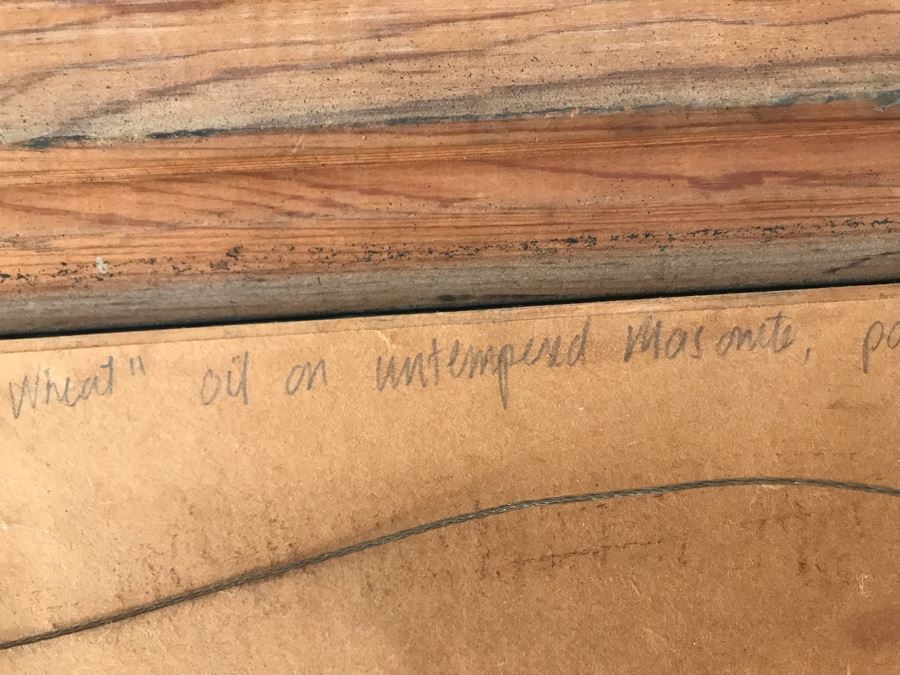 Wheat" oil on untempered Masonite,